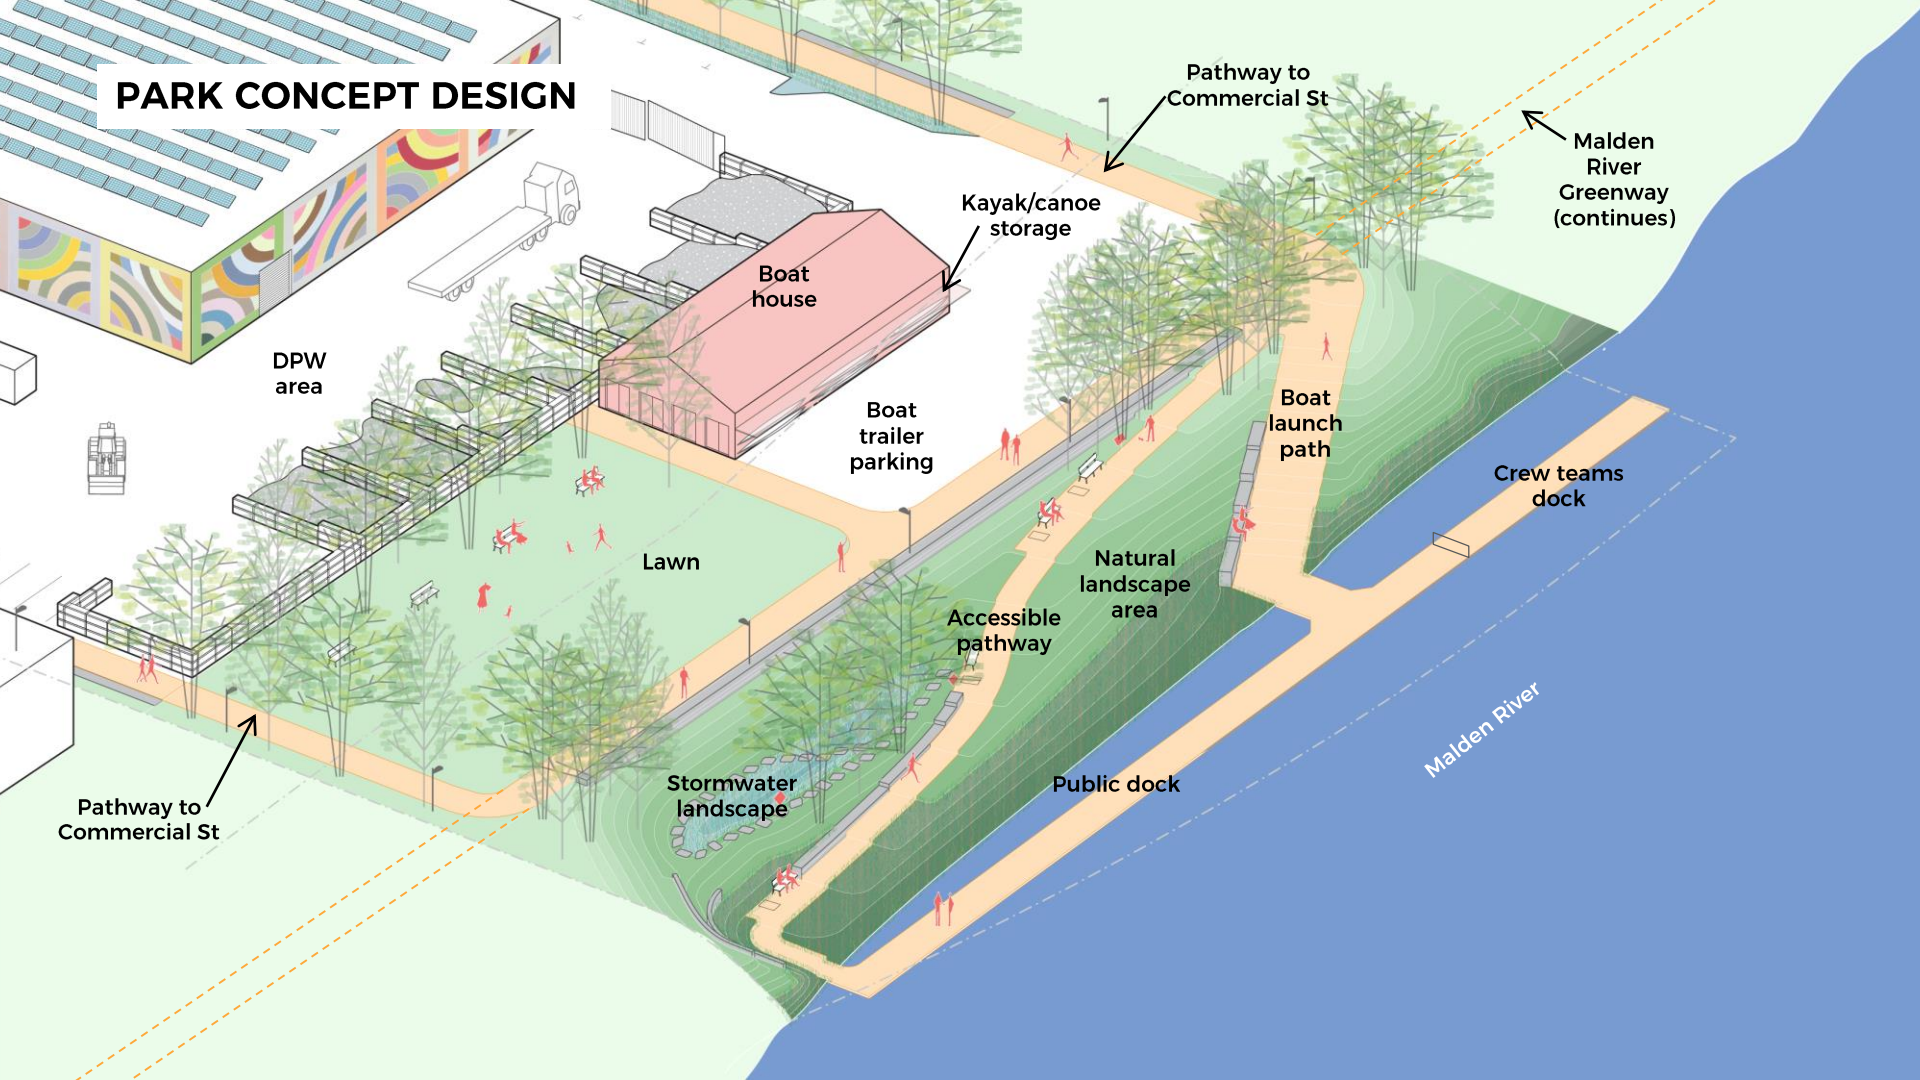 PARK CONCEPT DESIGN
Pathway to
Commercial St
Malden
River
Greenway
(continues)
Kayak/canoe
storage
Boat
house
DPW
area
Boat
trailer
parking
Boat
launch
path
Crew teams
dock
Lawn
Natural
landscape
area
Accessible
pathway
Malden River
Stormwater
landscape
Public dock
Pathway to
Commercial St